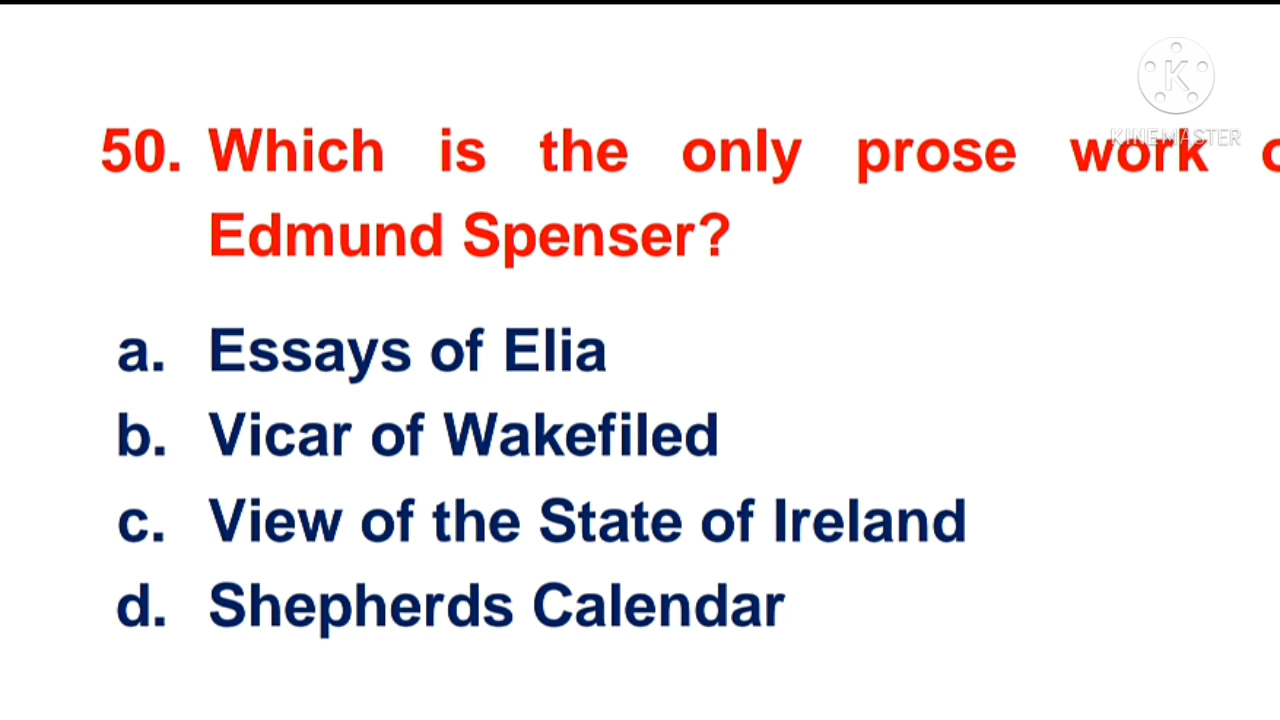 KINEMASTER
50. Which is the only prose work
Edmund Spenser?
a. Essays of Elia
b. Vicar of Wakefiled
c. View of the State of Ireland
d. Shepherds Calendar